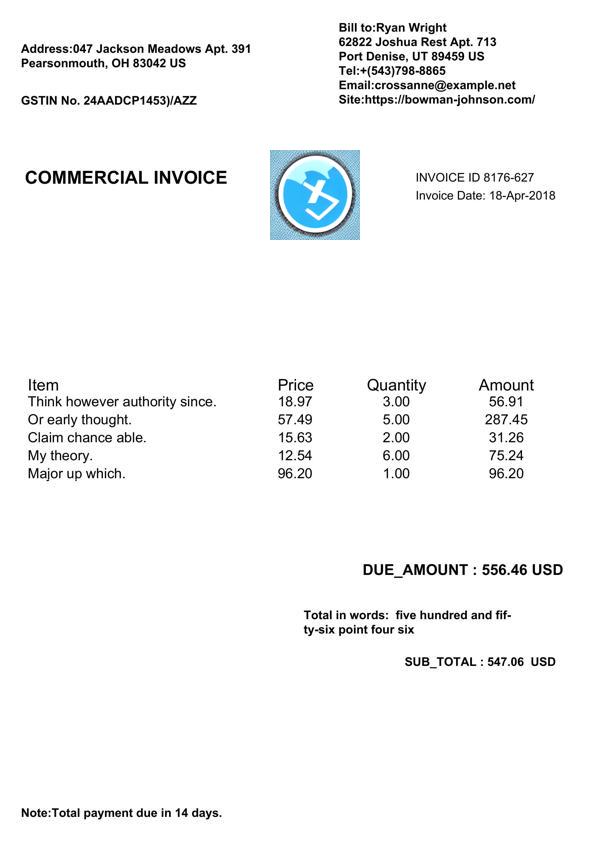 Address:047 Jackson Meadows Apt. 391
Pearsonmouth, OH 83042 US
GSTIN No. 24AADCP1453)/AZZ
Bill to:Ryan Wright
62822 Joshua Rest Apt. 713
Port Denise, UT 89459 US
Tel:+(543)798-8865
Email:crossanne@example.net
Site:https://bowman-johnson.com/
COMMERCIAL INVOICE
INVOICE ID 8176-627
Invoice Date: 18-Apr-2018
Item Price Quantity Amount
Think however authority since. 18.97 3.00 56.91
Or early thought. 57.49 5.00 287.45
Claim chance able. 15.63 2.00 31.26
My theory. 12.54 6.00 75.24
Major up which. 96.20 1.00 96.20
DUE_AMOUNT : 556.46 USD
Total in words: five hundred and fif-
ty-six point four six
SUB_TOTAL : 547.06 USD
Note:Total payment due in 14 days.